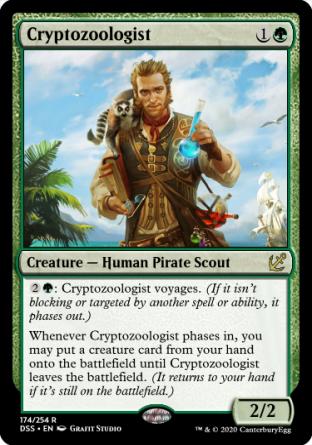 Cryptozoologist 1
Creature — Human Pirate Scout
2 : Cryptozoologist voyages. (If it isn't
blocking or targeted by another spell or ability, it
phases out.)
Whenever Cryptozoologist phases in, you
may put a creature card from your hand
onto the battlefield until Cryptozoologist
leaves the battlefield. (It returns to your hand
if it's still on the battlefield.)
2/2
174/254 R
DSS • EN Grafit Studio
™ & © 2020 CanterburyEgg